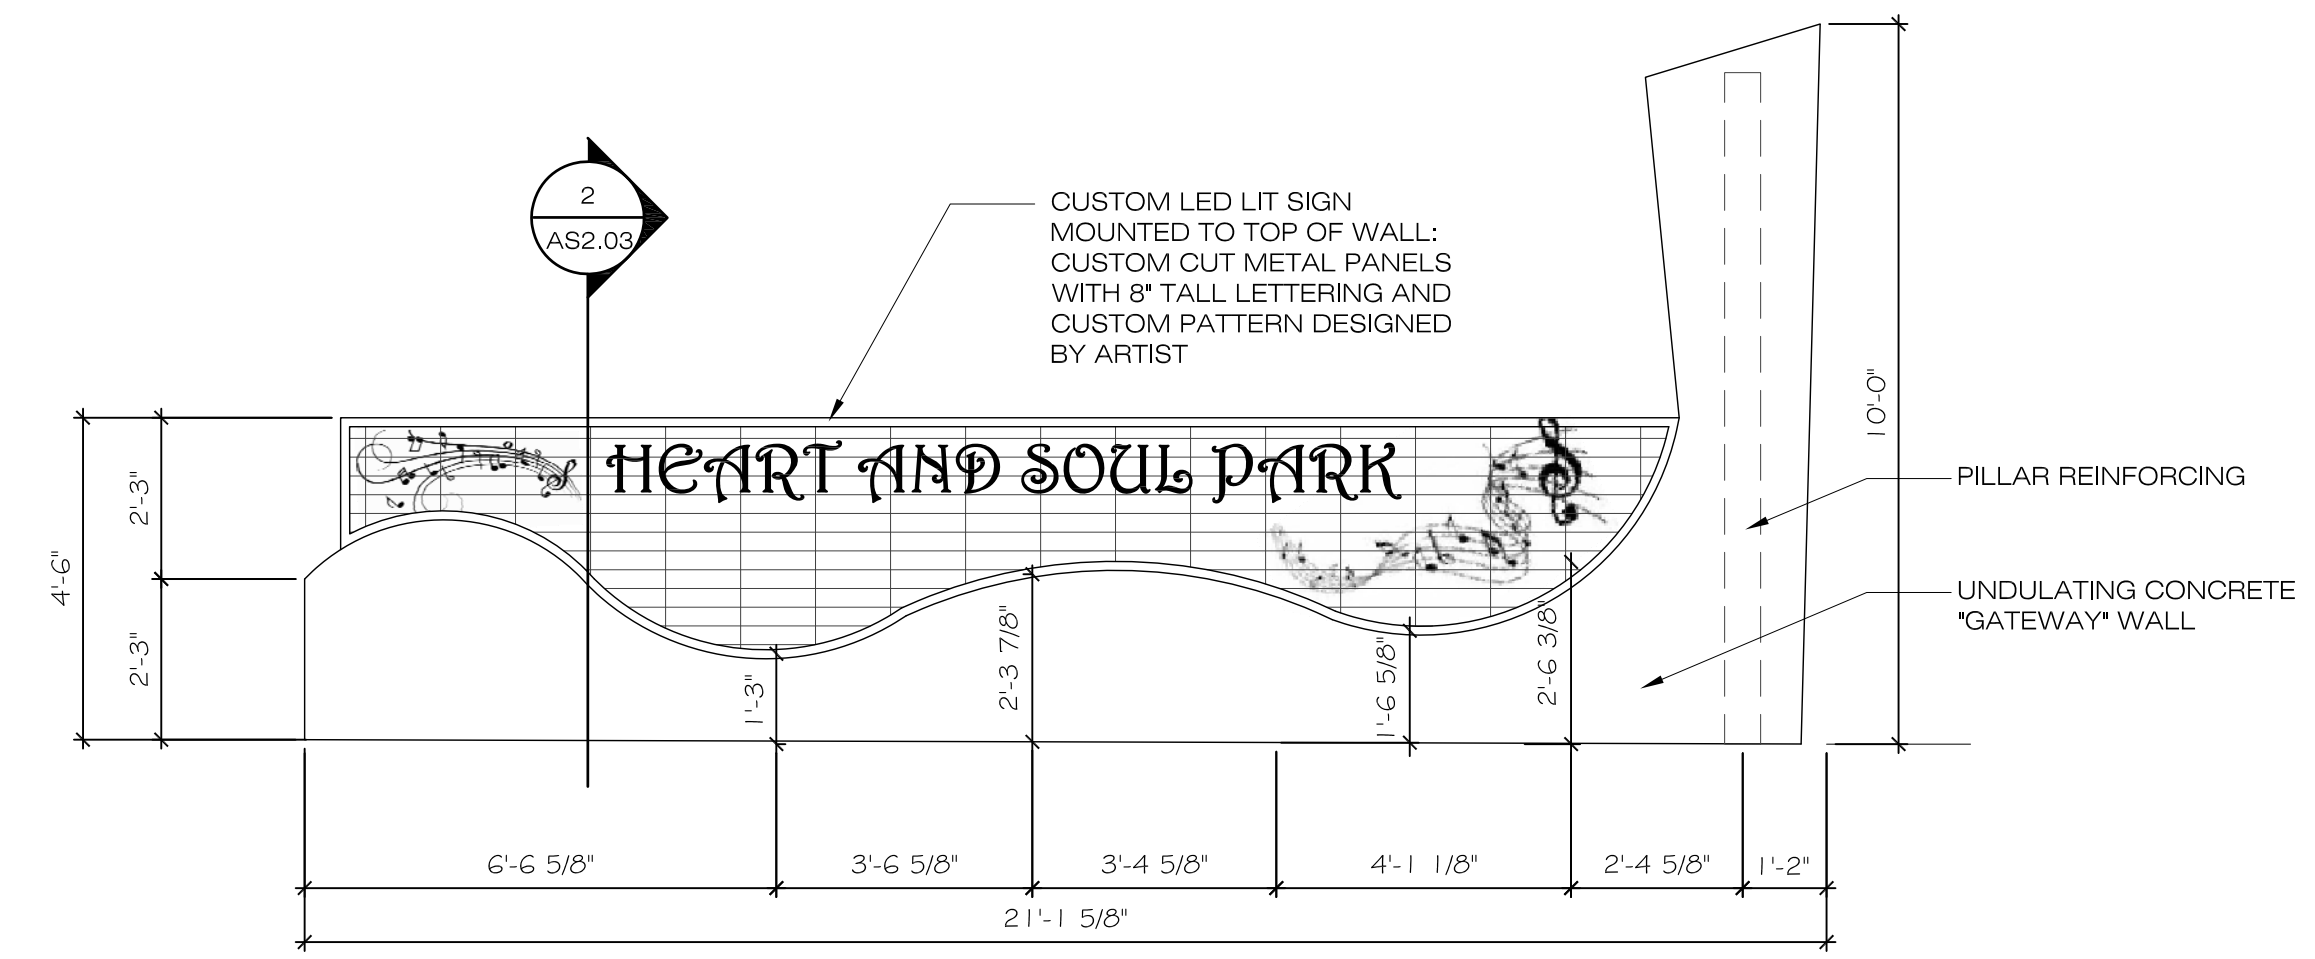 10'-0"
2
AS2.03
CUSTOM LED LIT SIGN
MOUNTED TO TOP OF WALL:
CUSTOM CUT METAL PANELS
WITH 8" TALL LETTERING AND
CUSTOM PATTERN DESIGNED
BY ARTIST
HEART AND SOUL PARK
4'-6"
2'-3"
2'-3"
PILLAR REINFORCING
UNDULATING CONCRETE
"GATEWAY" WALL
1'-3"
2'-3 7/8"
1'-6 5/8"
2'-6 3/8"
6'-6 5/8"
3'-6 5/8"
3'-4 5/8"
4'-1 1/8"
2'-4 5/8"
1'-2"
21'-1 5/8"